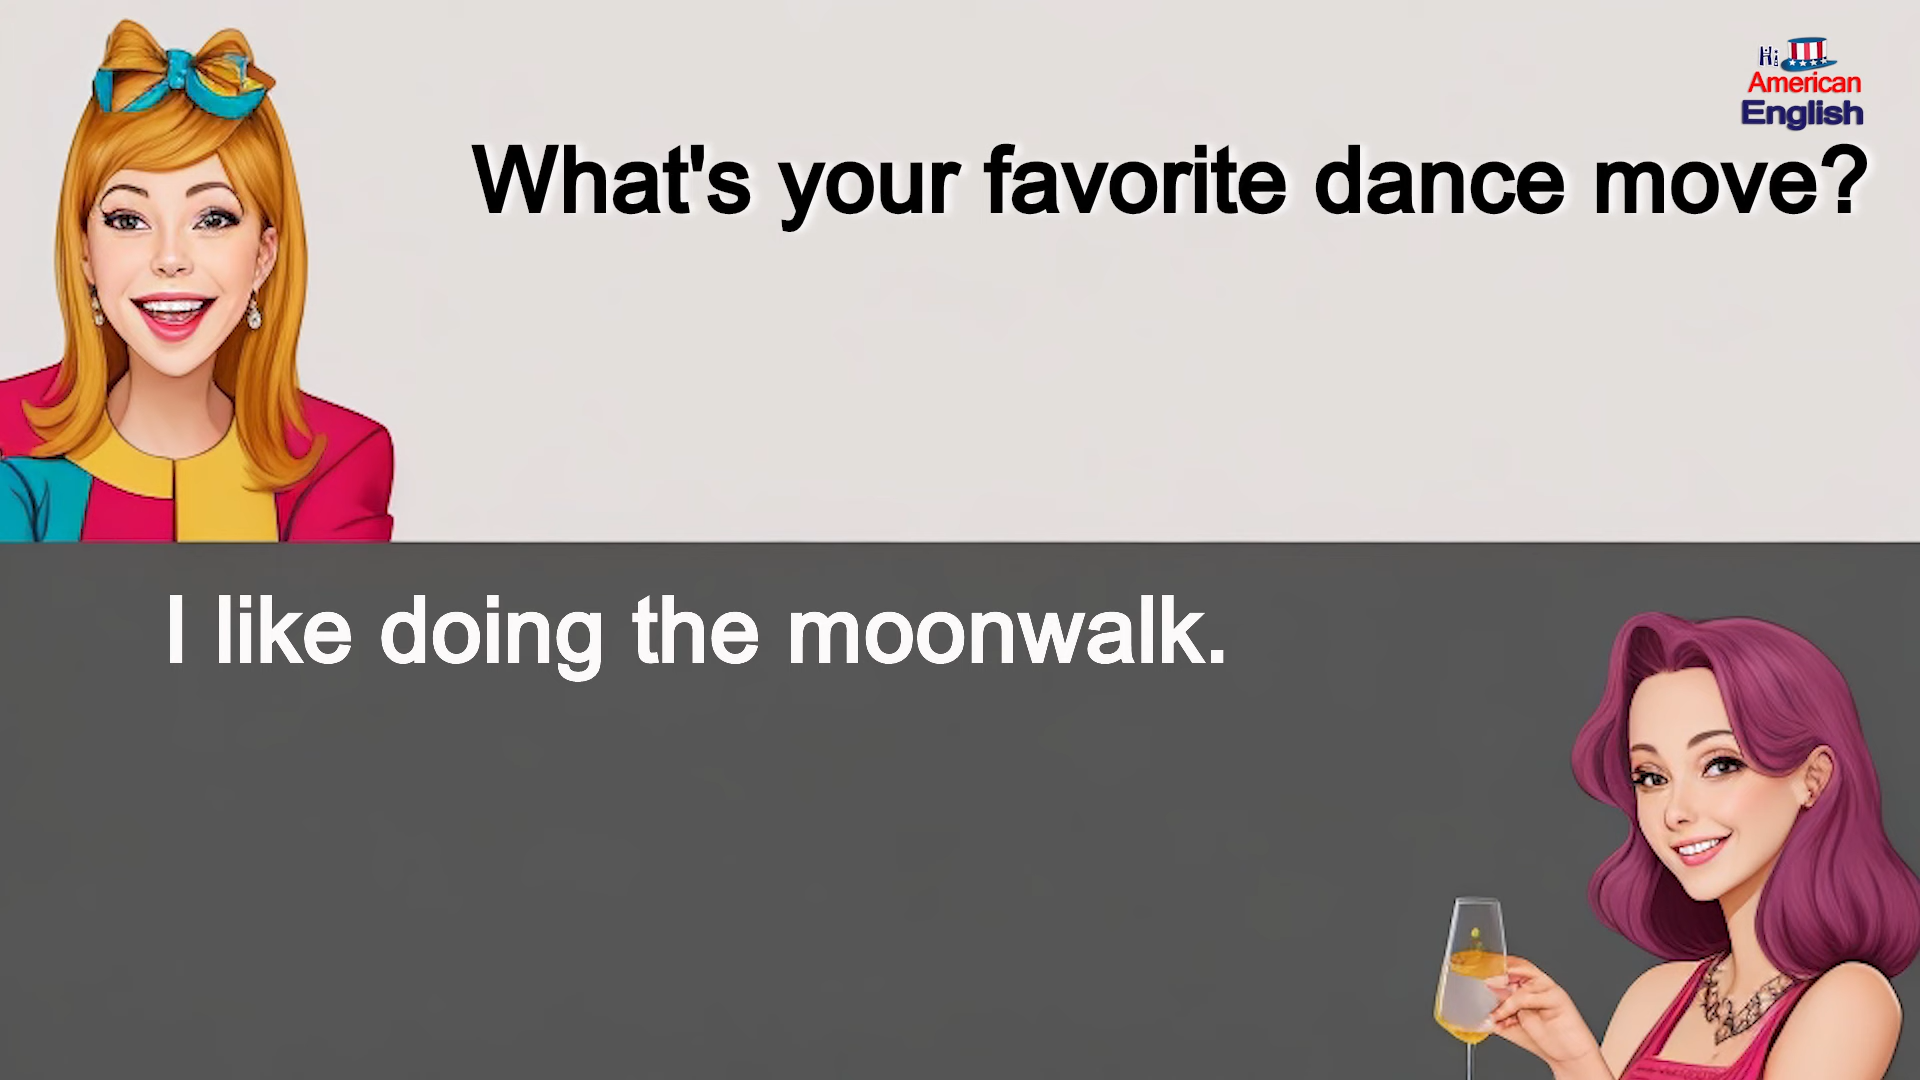 Hi
American
English
What's your favorite dance move?
I like doing the moonwalk.